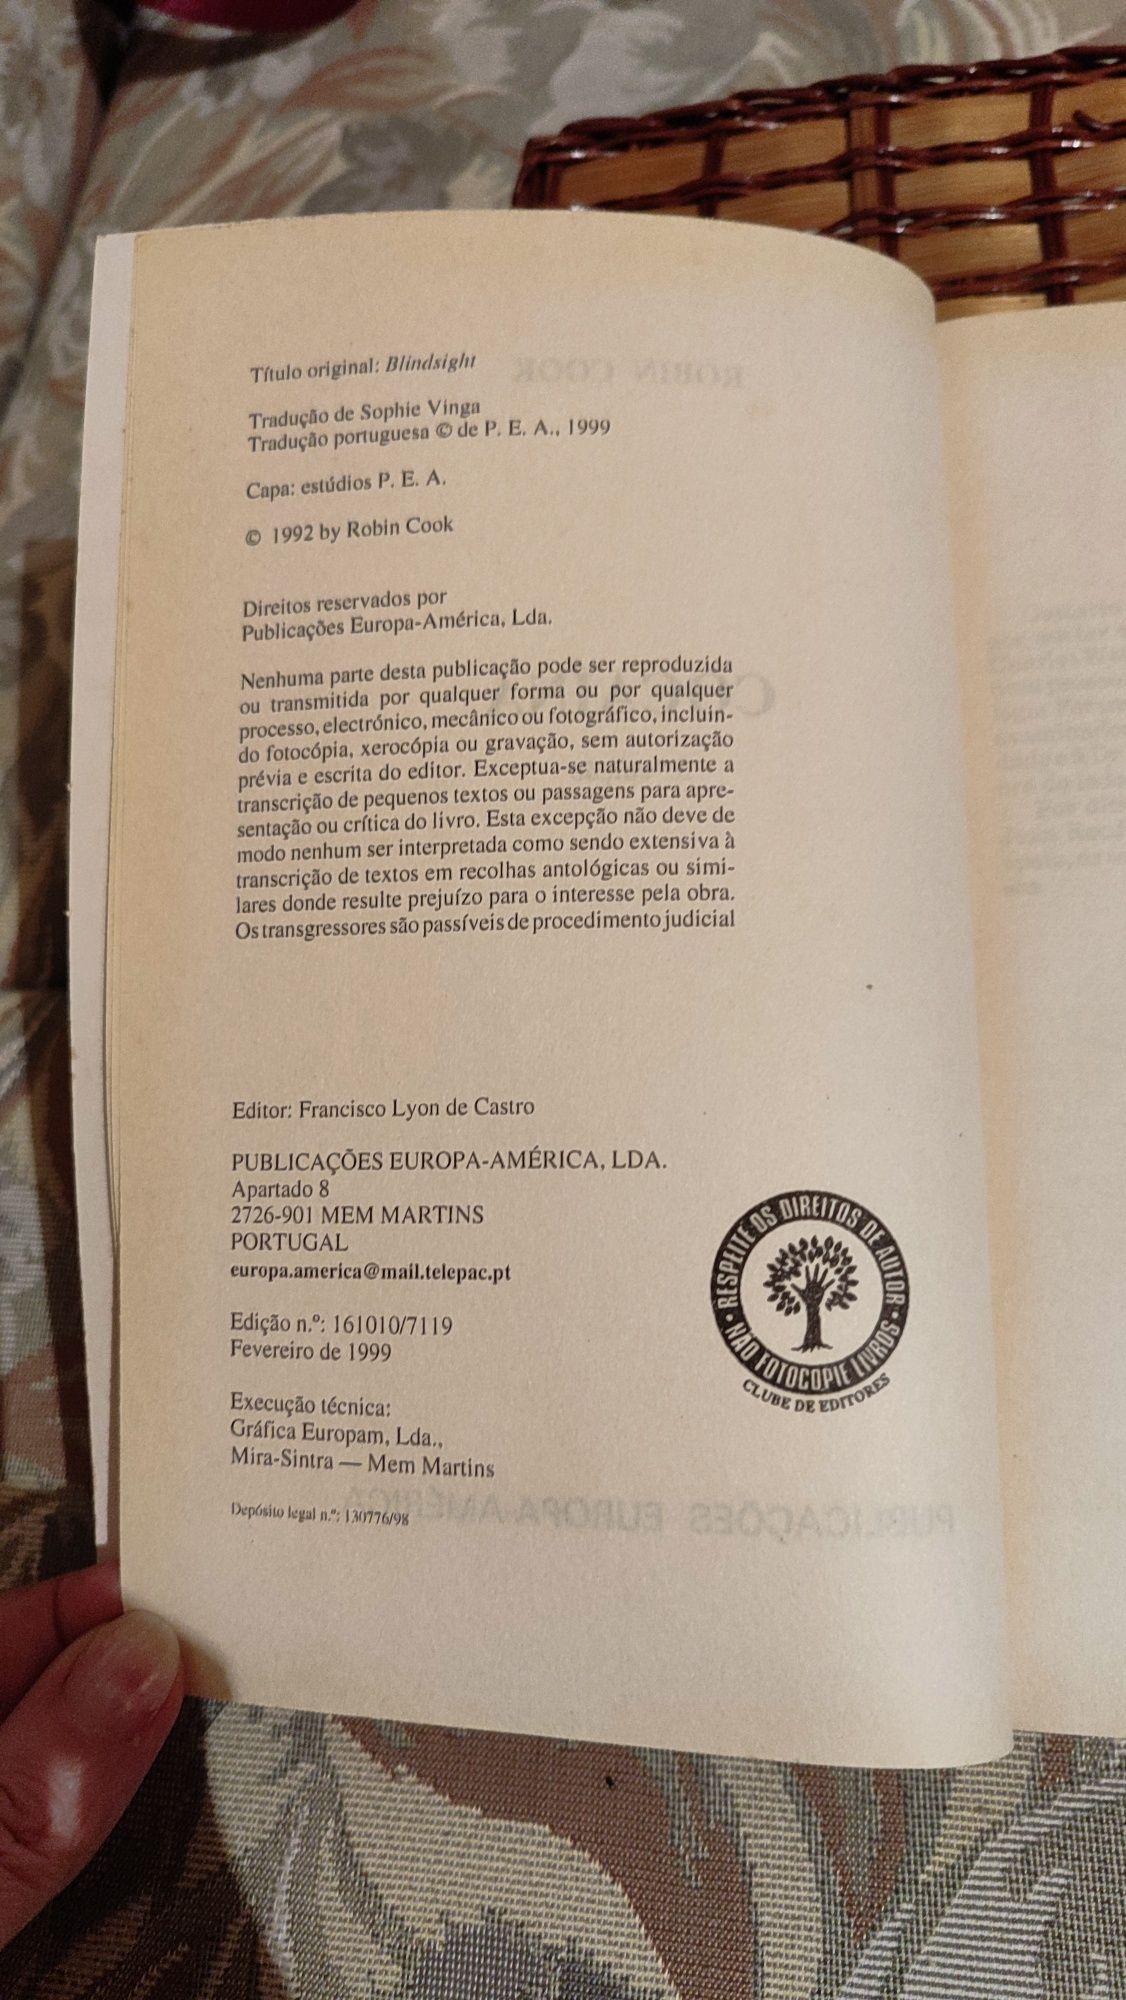 Título original: Blindsight
Tradução de Sophie Vinga
Tradução portuguesa © de P. E. A., 1999
Capa: estúdios P. E. A.
© 1992 by Robin Cook
Direitos reservados por
Publicações Europa-América, Lda.
Nenhuma parte desta publicação pode ser reproduzida
ou transmitida por qualquer forma ou por qualquer
processo, electrónico, mecânico ou fotográfico, incluin-
do fotocópia, xerocópia ou gravação, sem autorização
prévia e escrita do editor. Exceptua-se naturalmente a
transcrição de pequenos textos ou passagens para apre-
sentação ou crítica do livro. Esta excepção não deve de
modo nenhum ser interpretada como sendo extensiva à
transcrição de textos em recolhas antológicas ou simi-
lares donde resulte prejuízo para o interesse pela obra.
Os transgressores são passíveis de procedimento judicial
Editor: Francisco Lyon de Castro
PUBLICAÇÕES EUROPA-AMÉRICA, LDA.
Apartado 8
2726-901 MEM MARTINS
PORTUGAL
europa.america@mail.telepac.pt
Edição n.º: 161010/7119
Fevereiro de 1999
Execução técnica:
Gráfica Europam, Lda.,
Mira-Sintra — Mem Martins
Depósito legal n.º: 130776/98
RESPEITE OS DIREITOS DE AUTOR
NÃO FOTOCOPIE LIVROS
CLUBE DE EDITORES